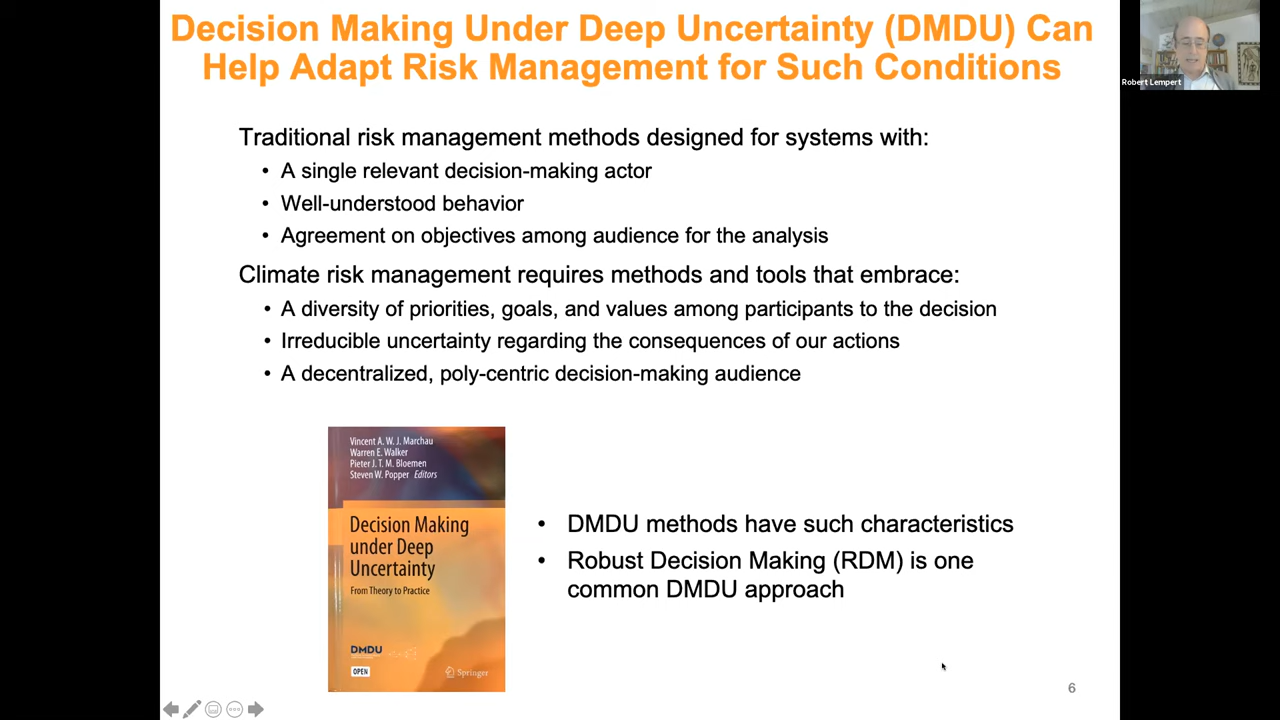 Decision Making Under Deep Uncertainty (DMDU) Can
Help Adapt Risk Management for Such Conditions
Robert Lempert
Traditional risk management methods designed for systems with:
• A single relevant decision-making actor
• Well-understood behavior
• Agreement on objectives among audience for the analysis
Climate risk management requires methods and tools that embrace:
• A diversity of priorities, goals, and values among participants to the decision
• Irreducible uncertainty regarding the consequences of our actions
• A decentralized, poly-centric decision-making audience
Vincent A. W. J. Marchau
Warren E. Walker
Pieter J. T. M. Bloemen
Steven W. Popper Editors
Decision Making
under Deep
Uncertainty
From Theory to Practice
DMDU
OPEN
Springer
• DMDU methods have such characteristics
• Robust Decision Making (RDM) is one
common DMDU approach
6